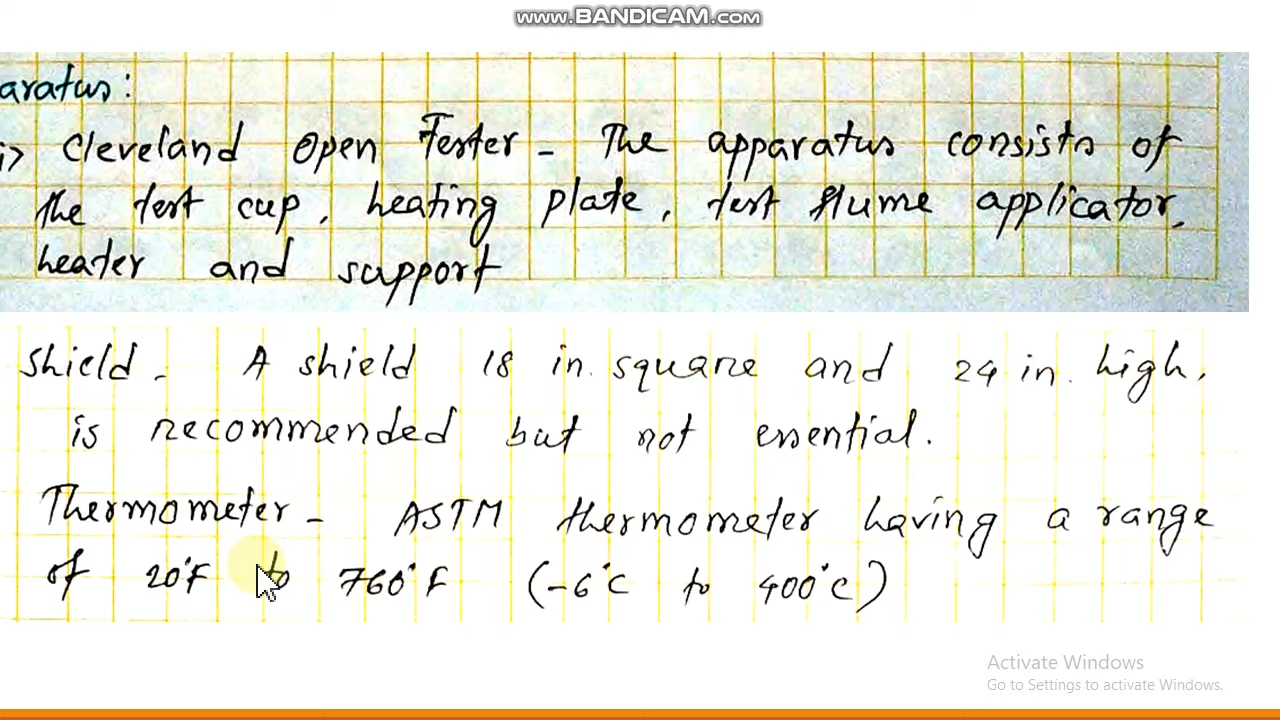 www.BANDICAM.com
aratus:
i> Cleveland Open Tester - The apparatus consists of
the test cup, heating plate, test flume applicator,
heater and support
Shield - A shield 18 in. square and 24 in. high,
is recommended but not essential.
Thermometer - ASTM thermometer having a range
of 20°F to 760°F (-6°C to 400°C)
Activate Windows
Go to Settings to activate Windows.